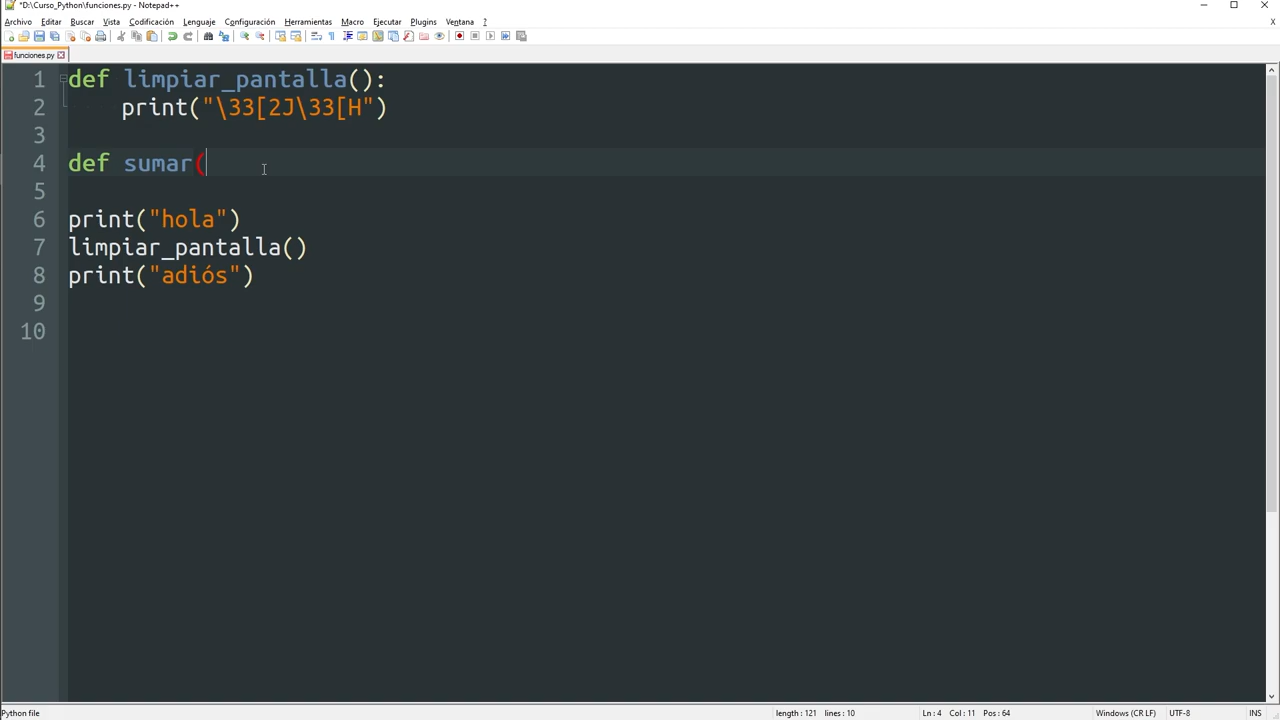 *D:\Curso_Python\funciones.py - Notepad++
Archivo Editar Buscar Vista Codificación Lenguaje Configuración Herramientas Macro Ejecutar Plugins Ventana ? X
funciones.py
1 def limpiar_pantalla():
2 print("\33[2J\33[H")
3
4 def sumar(
5
6 print("hola")
7 limpiar_pantalla()
8 print("adiós")
9
10
Python file length : 121 lines : 10 Ln : 4 Col : 11 Pos : 64 Windows (CR LF) UTF-8 INS